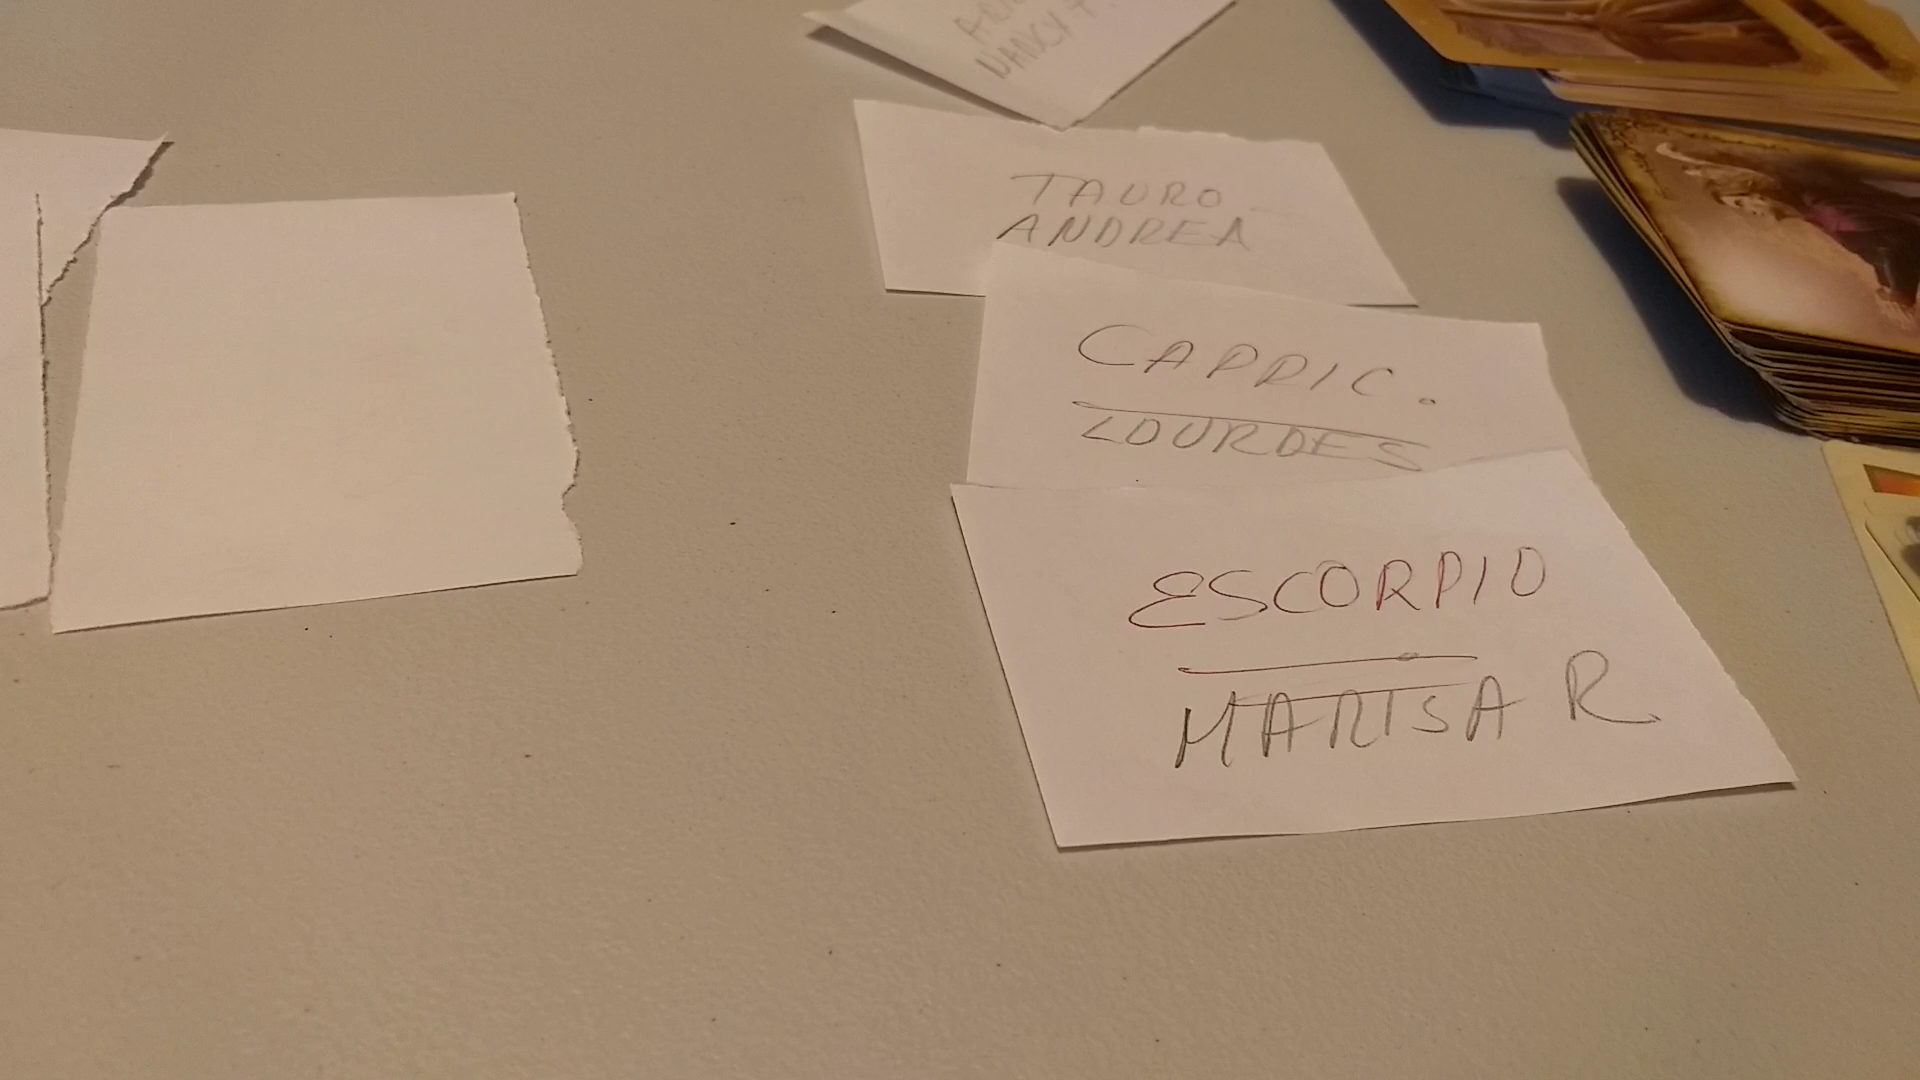 TAURO
ANDREA
CAPRIC.
LOURDES
ESCORPIO
MARISA R